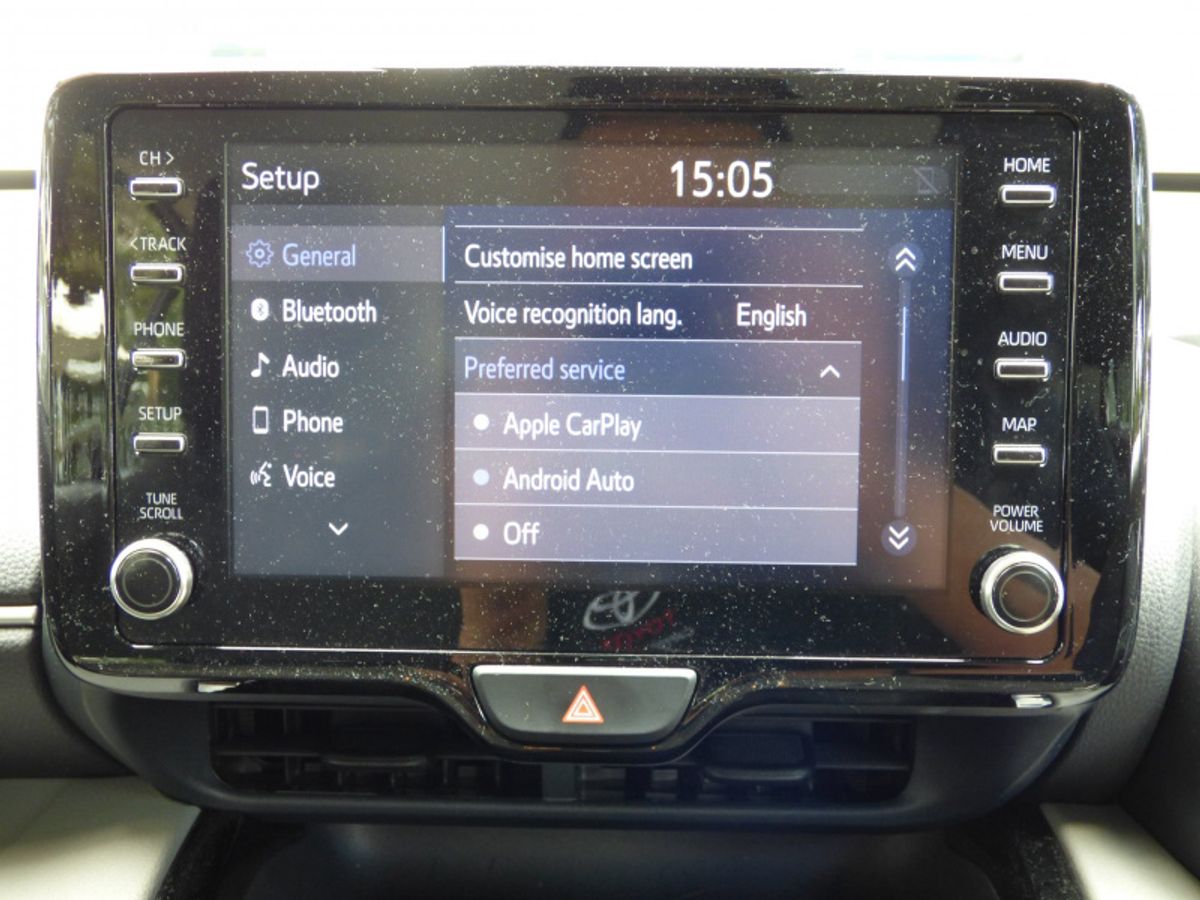 CH >
< TRACK
PHONE
SETUP
TUNE
SCROLL
Setup
15:05
General
Bluetooth
Audio
Phone
Voice
Customise home screen
Voice recognition lang. English
Preferred service
Apple CarPlay
Android Auto
Off
HOME
MENU
AUDIO
MAP
POWER
VOLUME